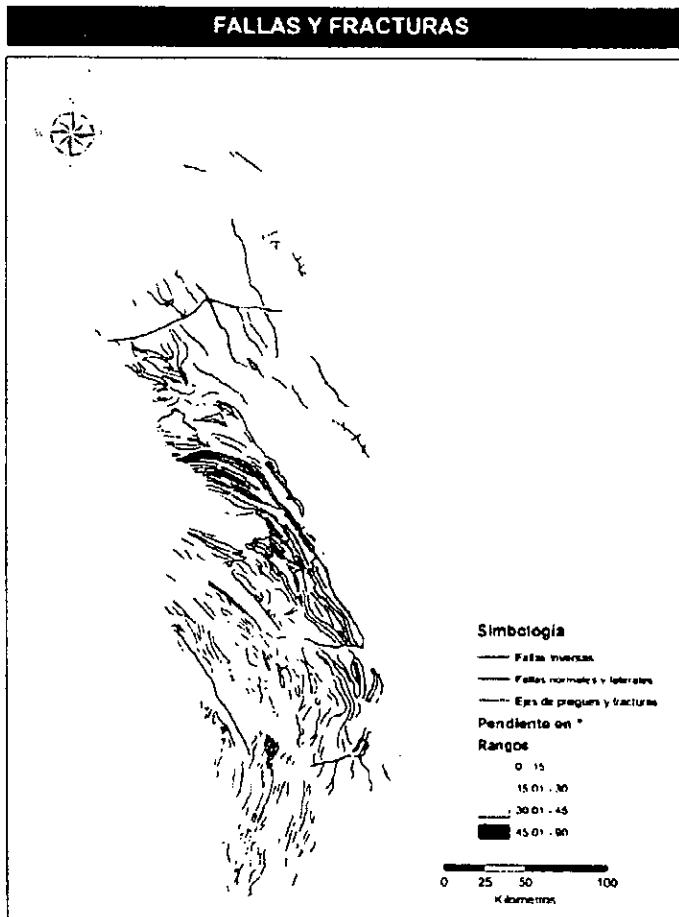 FALLAS Y FRACTURAS
Simbología
Fallas inversas
Fallas normales y laterales
Ejes de pliegues y fracturas
Pendiente en °
Rangos
0 - 15
15.01 - 30
30.01 - 45
45.01 - 90
0 25 50 100
Kilometros